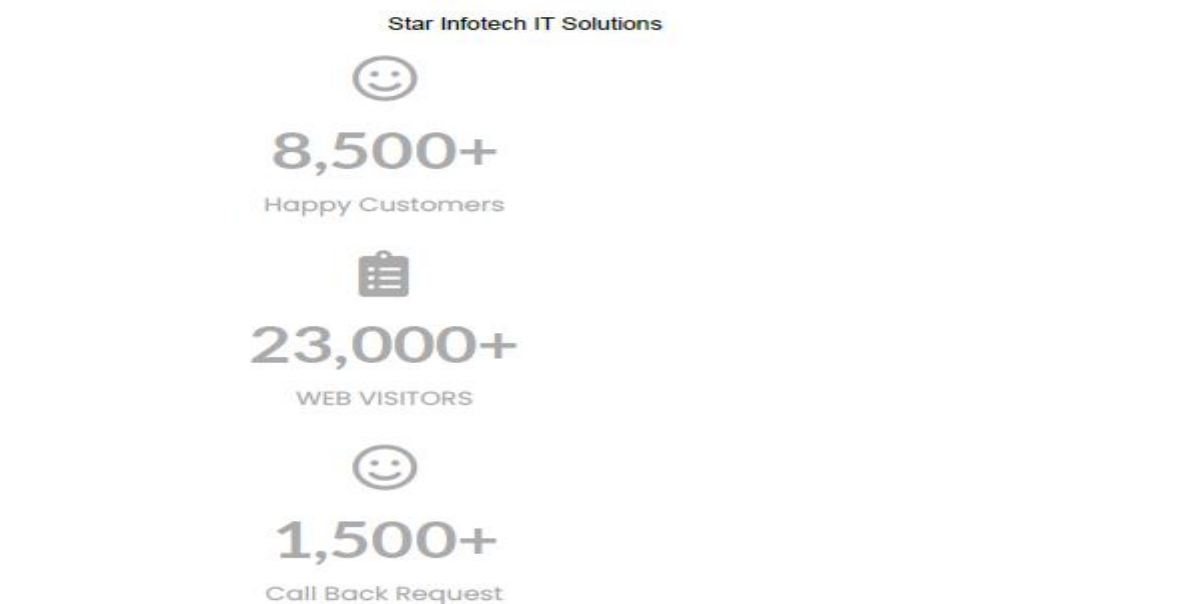 Star Infotech IT Solutions
8,500+
Happy Customers
23,000+
WEB VISITORS
1,500+
Call Back Request